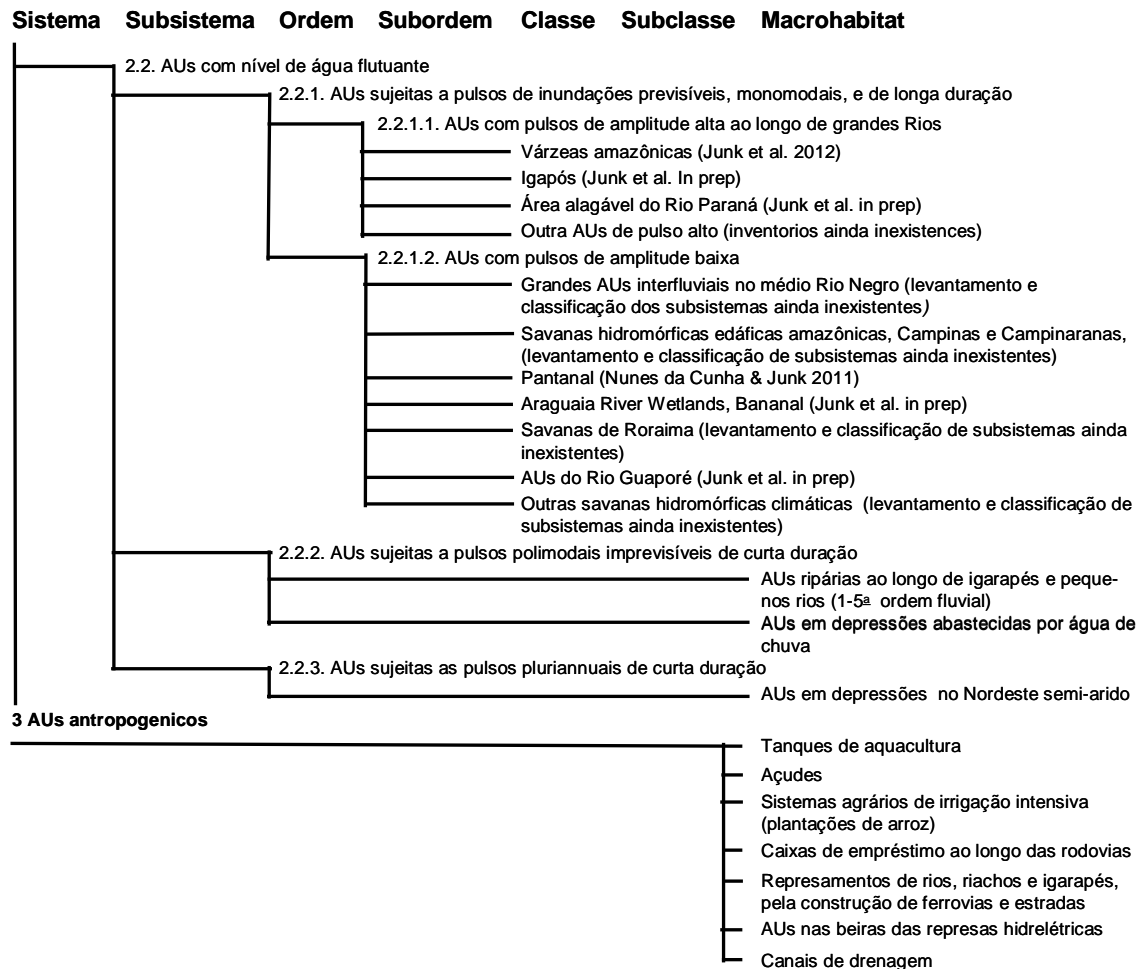 Sistema Subsistema Ordem Subordem Classe Subclasse Macrohabitat
2.2. AUs com nível de água flutuante
2.2.1. AUs sujeitas a pulsos de inundações previsíveis, monomodais, e de longa duração
2.2.1.1. AUs com pulsos de amplitude alta ao longo de grandes Rios
Várzeas amazônicas (Junk et al. 2012)
Igapós (Junk et al. In prep)
Área alagável do Rio Paraná (Junk et al. in prep)
Outra AUs de pulso alto (inventorios ainda inexistences)
2.2.1.2. AUs com pulsos de amplitude baixa
Grandes AUs interfluviais no médio Rio Negro (levantamento e
classificação dos subsistemas ainda inexistentes)
Savanas hidromórficas edáficas amazônicas, Campinas e Campinaranas,
(levantamento e classificação de subsistemas ainda inexistentes)
Pantanal (Nunes da Cunha & Junk 2011)
Araguaia River Wetlands, Bananal (Junk et al. in prep)
Savanas de Roraima (levantamento e classificação de subsistemas ainda
inexistentes)
AUs do Rio Guaporé (Junk et al. in prep)
Outras savanas hidromórficas climáticas (levantamento e classificação de
subsistemas ainda inexistentes)
2.2.2. AUs sujeitas a pulsos polimodais imprevisíveis de curta duração
AUs ripárias ao longo de igarapés e peque-
nos rios (1-5ª ordem fluvial)
AUs em depressões abastecidas por água de
chuva
2.2.3. AUs sujeitas as pulsos pluriannuais de curta duração
AUs em depressões no Nordeste semi-arido
3 AUs antropogenicos
Tanques de aquacultura
Açudes
Sistemas agrários de irrigação intensiva
(plantações de arroz)
Caixas de empréstimo ao longo das rodovias
Represamentos de rios, riachos e igarapés,
pela construção de ferrovias e estradas
AUs nas beiras das represas hidrelétricas
Canais de drenagem